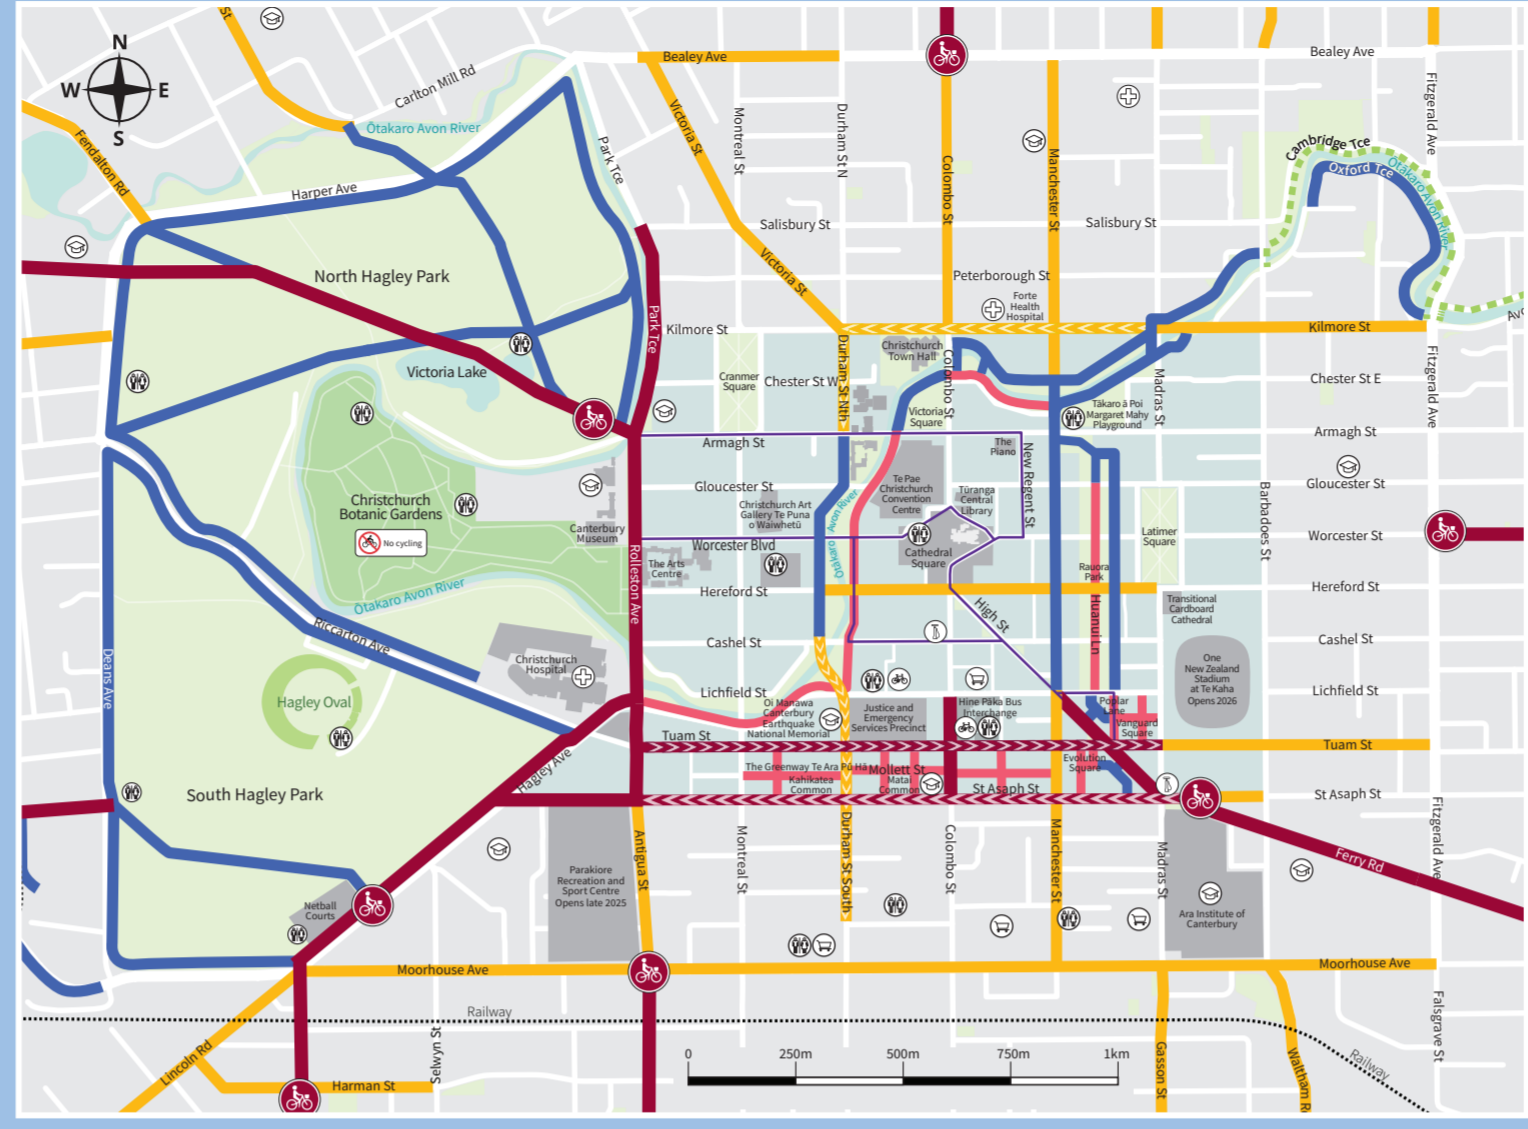 N
W
E
S
St
Carlton Mill Rd
Ōtakaro Avon River
Fendalton Rd
Harper Ave
Park Tce
Bealey Ave
Bealey Ave
Victoria St
Montreal St
Durham St N
Colombo St
Manchester St
Fitzgerald Ave
Cambridge Tce
Oxford Tce
Ōtakaro Avon River
Salisbury St
Salisbury St
Victoria St
Peterborough St
Forte
Health
Hospital
North Hagley Park
Park Tce
Kilmore St
Kilmore St
Victoria Lake
Christchurch
Town Hall
Durham St Nth
Colombo St
Cranmer
Square
Chester St W
Chester St E
Madras St
Fitzgerald Ave
Victoria
Square
Tākaro ā Poi
Margaret Mahy
Playground
Armagh St
Armagh St
The
Piano
New Regent St
Gloucester St
Gloucester St
Te Pae
Christchurch
Convention
Centre
Tūranga
Central
Library
Christchurch
Botanic Gardens
No cycling
Christchurch Art
Gallery Te Puna
o Waiwhetū
Ōtākaro Avon River
Canterbury
Museum
Worcester Blvd
Worcester St
Cathedral
Square
Latimer
Square
Barbadoes St
The Arts
Centre
Rolleston Ave
Rauora
Park
Hereford St
Hereford St
Ōtakaro Avon River
High St
Huanui Ln
Transitional
Cardboard
Cathedral
Riccarton Ave
Cashel St
Cashel St
Deans Ave
Christchurch
Hospital
One
New Zealand
Stadium
at Te Kaha
Opens 2026
Hagley Oval
Lichfield St
Lichfield St
Oi Manawa
Canterbury
Earthquake
National Memorial
Justice and
Emergency
Services Precinct
Hine Pāka Bus
Interchange
Poplar
Lane
Vanguard
Square
Tuam St
Tuam St
Hagley Ave
The Greenway Te Ara Pū Hā
Mollett St
Evolution
Square
Kahikatea
Common
Matai
Common
St Asaph St
St Asaph St
South Hagley Park
Antigua St
Montreal St
Durham St South
Colombo St
Manchester St
Madras St
Fitzgerald Ave
Ferry Rd
Parakiore
Recreation and
Sport Centre
Opens late 2025
Netball
Courts
Ara Institute of
Canterbury
Moorhouse Ave
Moorhouse Ave
Railway
Falsgrave St
Selwyn St
Lincoln Rd
Harman St
0
250m
500m
750m
1km
Gasson St
Waltham R
Railway